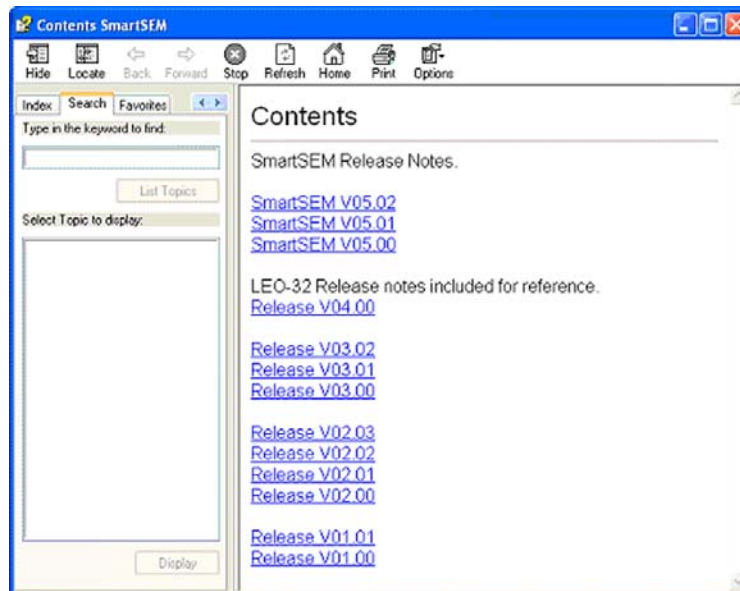 Contents SmartSEM
Hide Locate Back Forward Stop Refresh Home Print Options
Index Search Favorites
Type in the keyword to find:
List Topics
Select Topic to display:
Display
Contents
SmartSEM Release Notes.
SmartSEM V05.02
SmartSEM V05.01
SmartSEM V05.00
LEO-32 Release notes included for reference.
Release V04.00
Release V03.02
Release V03.01
Release V03.00
Release V02.03
Release V02.02
Release V02.01
Release V02.00
Release V01.01
Release V01.00